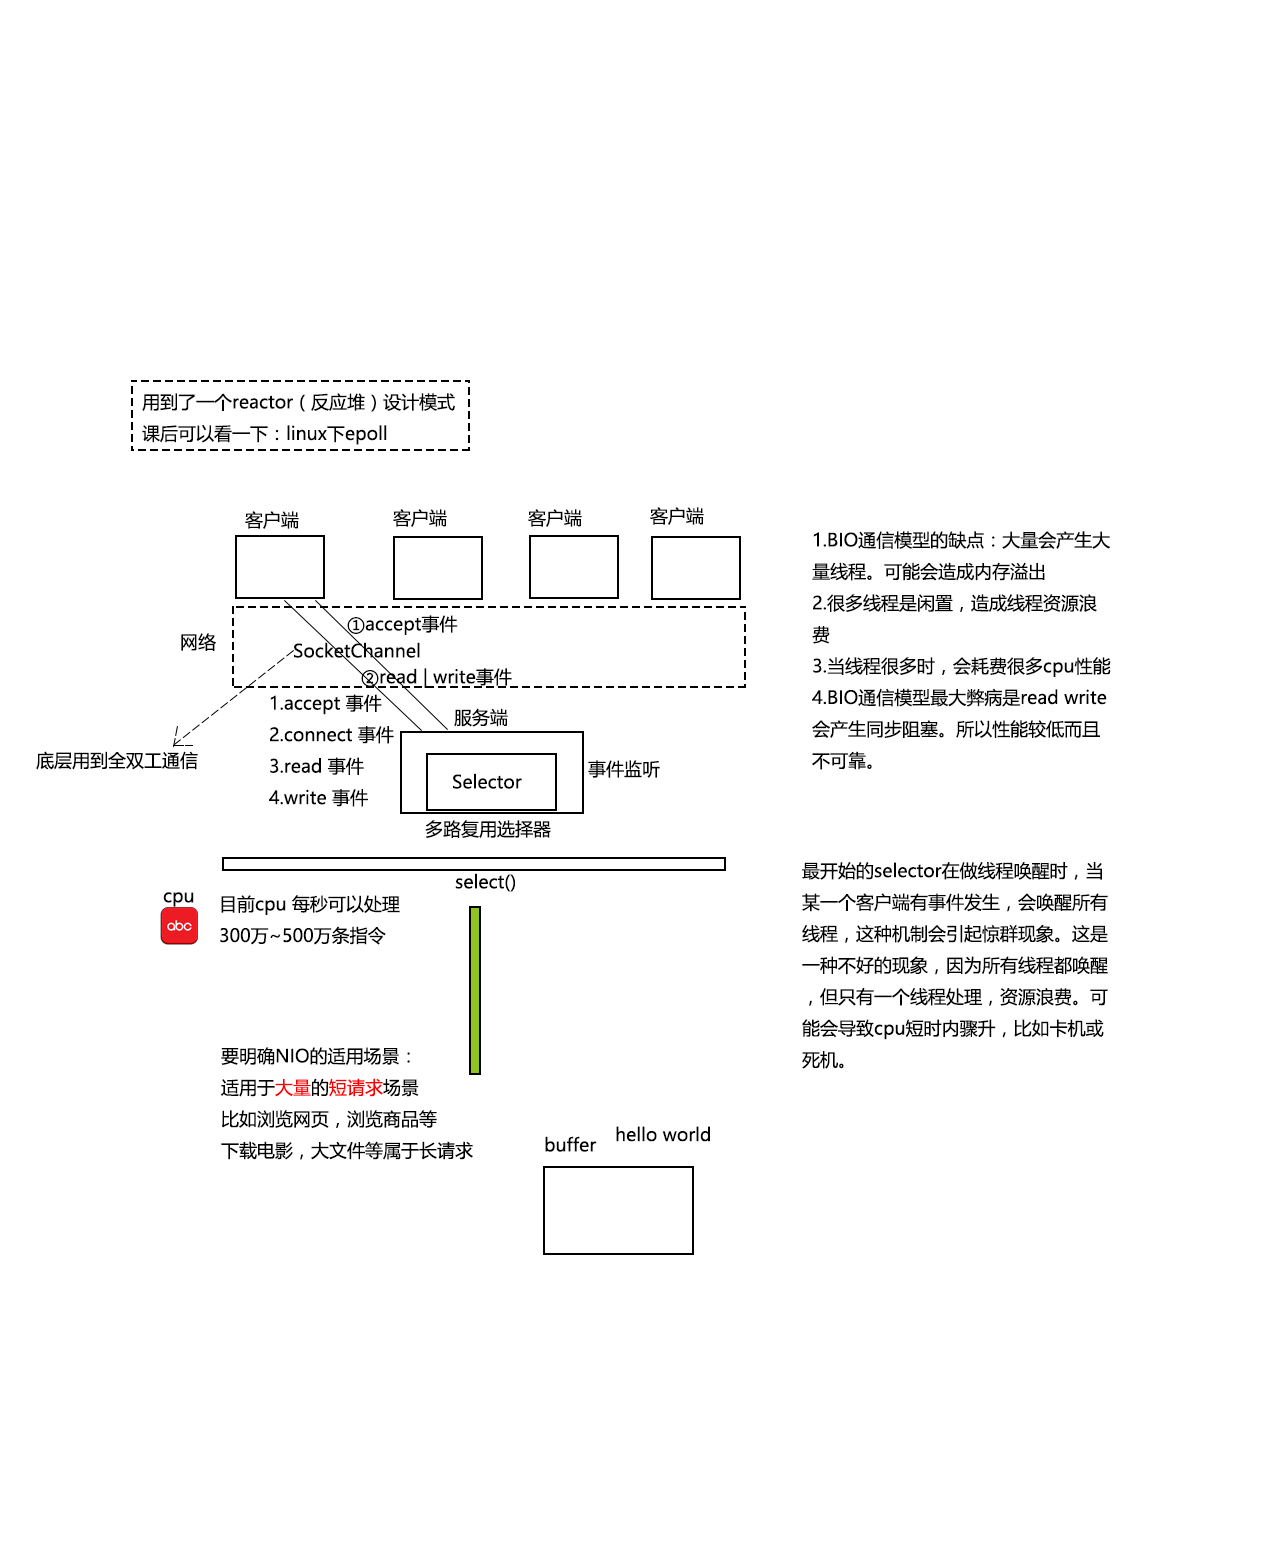 用到了一个reactor（反应堆）设计模式
课后可以看一下：linux下epoll
客户端
客户端
客户端
客户端
网络
①accept事件
SocketChannel
②read | write事件
1.accept 事件
2.connect 事件
3.read 事件
4.write 事件
底层用到全双工通信
服务端
Selector
事件监听
多路复用选择器
select()
cpu
abc
目前cpu 每秒可以处理
300万~500万条指令
要明确NIO的适用场景：
适用于大量的短请求场景
比如浏览网页，浏览商品等
下载电影，大文件等属于长请求
buffer
hello world
1.BIO通信模型的缺点：大量会产生大
量线程。可能会造成内存溢出
2.很多线程是闲置，造成线程资源浪
费
3.当线程很多时，会耗费很多cpu性能
4.BIO通信模型最大弊病是read write
会产生同步阻塞。所以性能较低而且
不可靠。
最开始的selector在做线程唤醒时，当
某一个客户端有事件发生，会唤醒所有
线程，这种机制会引起惊群现象。这是
一种不好的现象，因为所有线程都唤醒
，但只有一个线程处理，资源浪费。可
能会导致cpu短时内骤升，比如卡机或
死机。